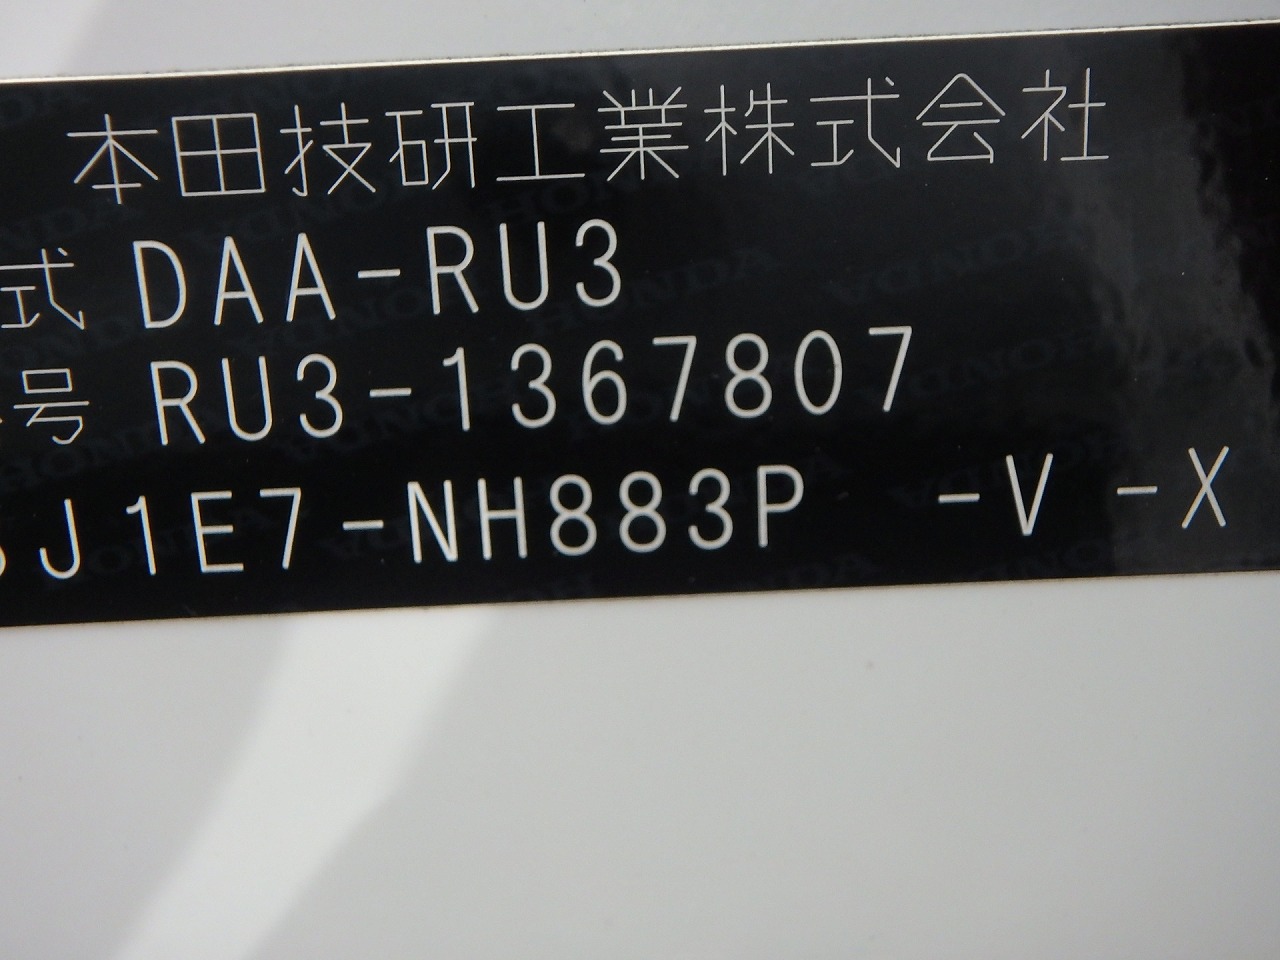 本田技研工業株式会社
式 DAA-RU3
号 RU3-1367807
J1E7-NH883P -V -X